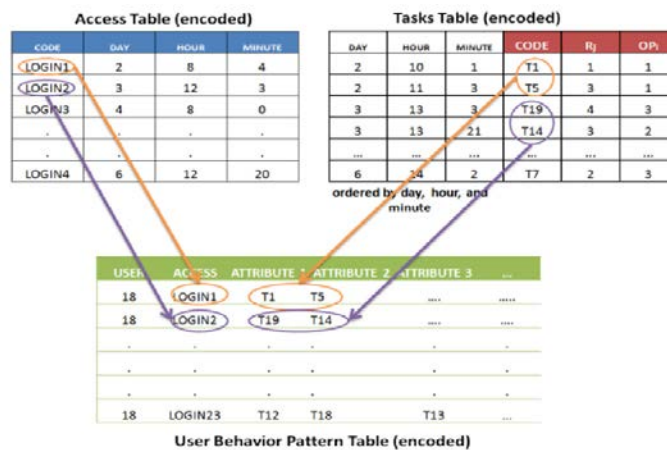 Access Table (encoded)
CODE DAY HOUR MINUTE
LOGIN1 2 8 4
LOGIN2 3 12 3
LOGIN3 4 8 0
. . . .
. . . .
LOGIN4 6 12 20
Tasks Table (encoded)
DAY HOUR MINUTE CODE Rj OPi
2 10 1 T1 1 1
2 11 3 T5 3 1
3 13 3 T19 4 3
3 13 21 T14 3 2
... ... ... ... ... ...
6 14 2 T7 2 3
ordered by day, hour, and
minute
USER ACCESS ATTRIBUTE 1 ATTRIBUTE 2 ATTRIBUTE 3 ...
18 LOGIN1 T1 T5 .... .....
18 LOGIN2 T19 T14 .... ....
. . . . . .
. . . . . .
. . . . . .
18 LOGIN23 T12 T18 T13 ...
User Behavior Pattern Table (encoded)